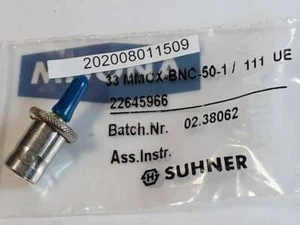 202008011509
33 MMCX-BNC-50-1 / 111 UE
22645966
Batch.Nr. 02.38062
Ass.Instr.
SUHNER